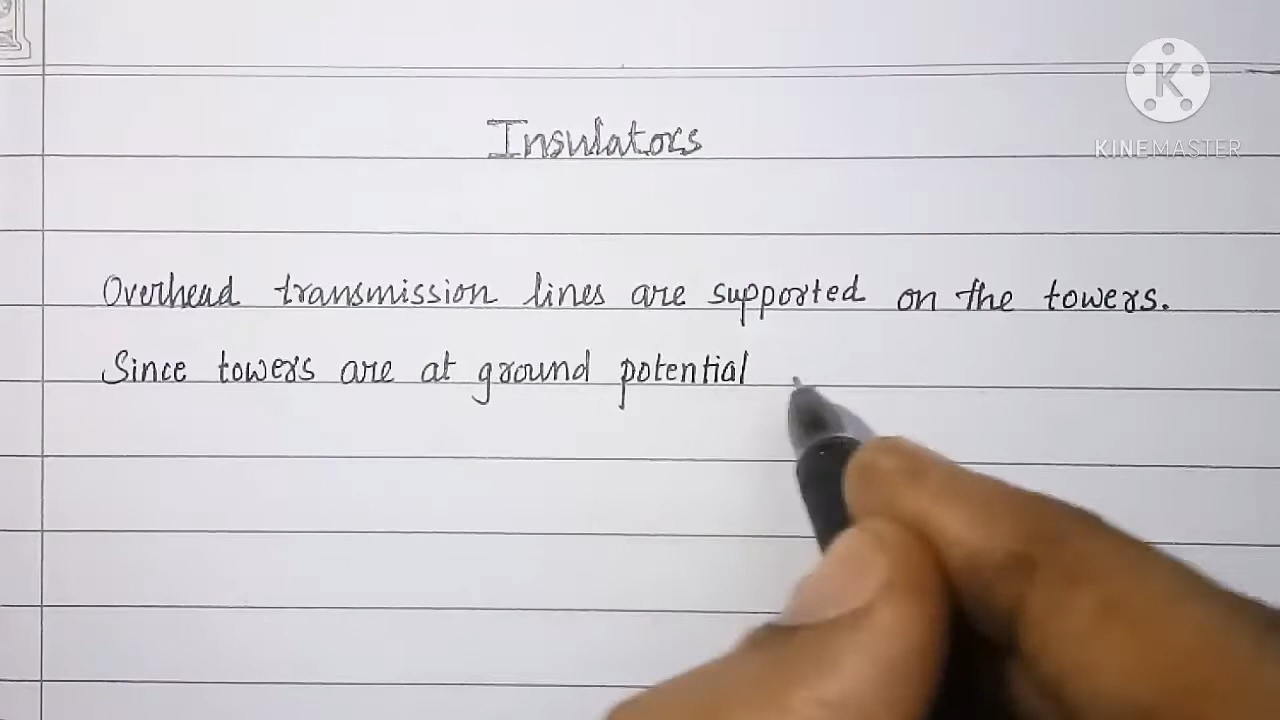 KINEMASTER
Insulators
Overhead transmission lines are supported on the towers.
Since towers are at ground potential